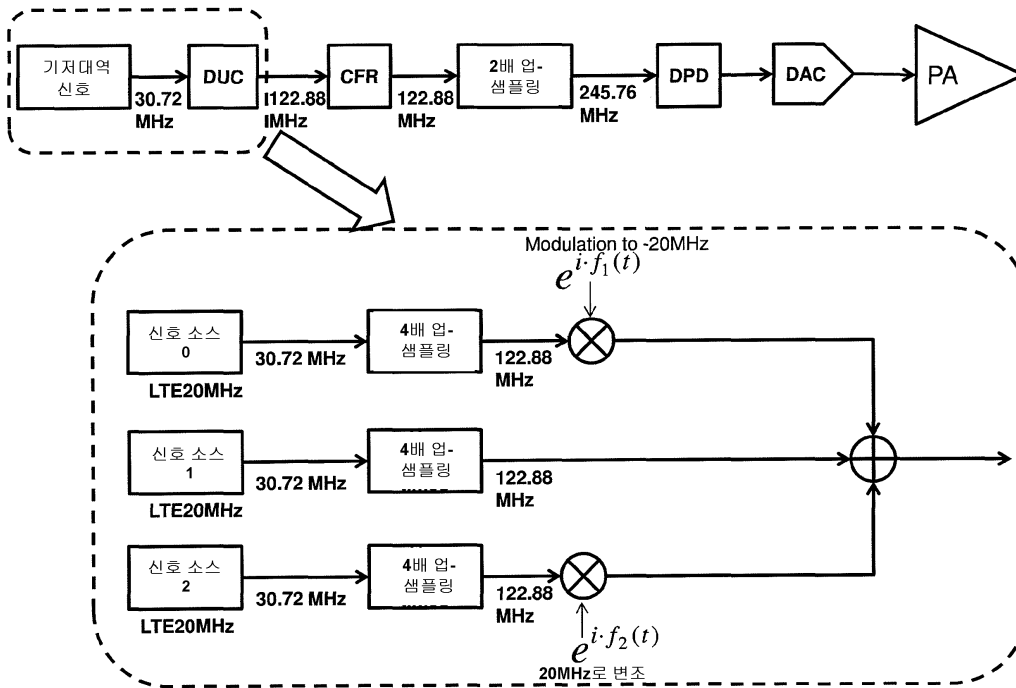 기저대역
신호
30.72
MHz
DUC
122.88
MHz
CFR
122.88
MHz
2배 업-
샘플링
245.76
MHz
DPD
DAC
PA
Modulation to -20MHz
e^{i·f_1(t)}
신호 소스
0
LTE20MHz
30.72 MHz
4배 업-
샘플링
122.88
MHz
신호 소스
1
LTE20MHz
30.72 MHz
4배 업-
샘플링
122.88
MHz
신호 소스
2
LTE20MHz
30.72 MHz
4배 업-
샘플링
122.88
MHz
e^{i·f_2(t)}
20MHz로 변조